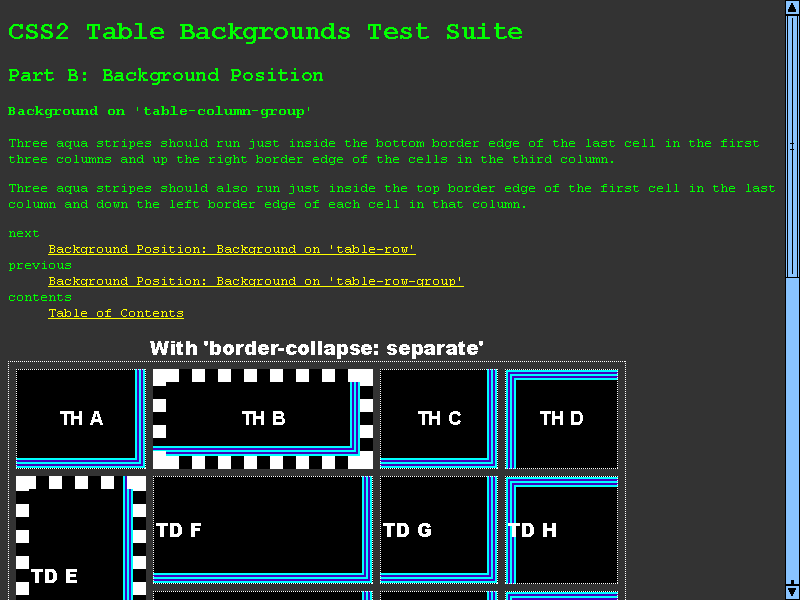 CSS2 Table Backgrounds Test Suite
Part B: Background Position
Background on 'table-column-group'
Three aqua stripes should run just inside the bottom border edge of the last cell in the first
three columns and up the right border edge of the cells in the third column.
Three aqua stripes should also run just inside the top border edge of the first cell in the last
column and down the left border edge of each cell in that column.
next
Background Position: Background on 'table-row'
previous
Background Position: Background on 'table-row-group'
contents
Table of Contents
With 'border-collapse: separate'
TH A TH B TH C TH D
TD F TD G TD H
TD E